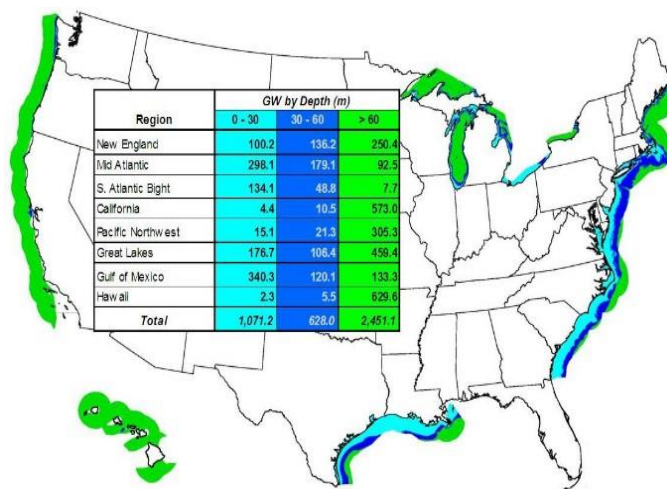 GW by Depth (m)
Region 0 - 30 30 - 60 > 60
New England 100.2 136.2 250.4
Mid Atlantic 298.1 179.1 92.5
S. Atlantic Bight 134.1 48.8 7.7
California 4.4 10.5 573.0
Pacific Northwest 15.1 21.3 305.3
Great Lakes 176.7 106.4 459.4
Gulf of Mexico 340.3 120.1 133.3
Hawaii 2.3 5.5 629.6
Total 1,071.2 628.0 2,451.1